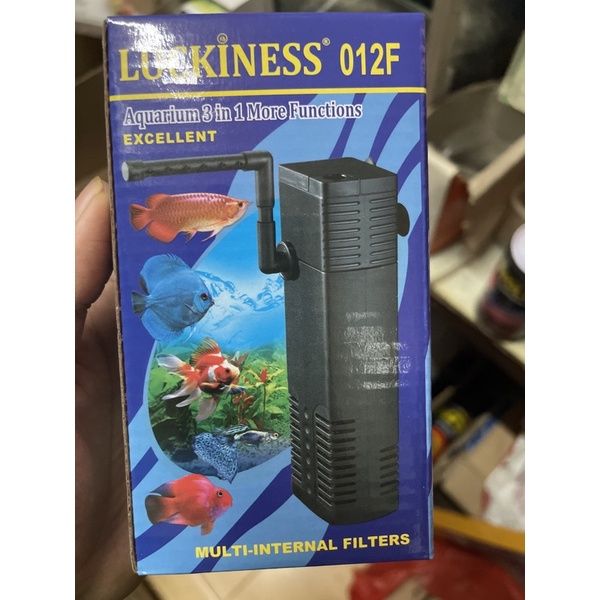 LUCKINESS® 012F
Aquarium 3 in 1 More Functions
EXCELLENT
MULTI-INTERNAL FILTERS